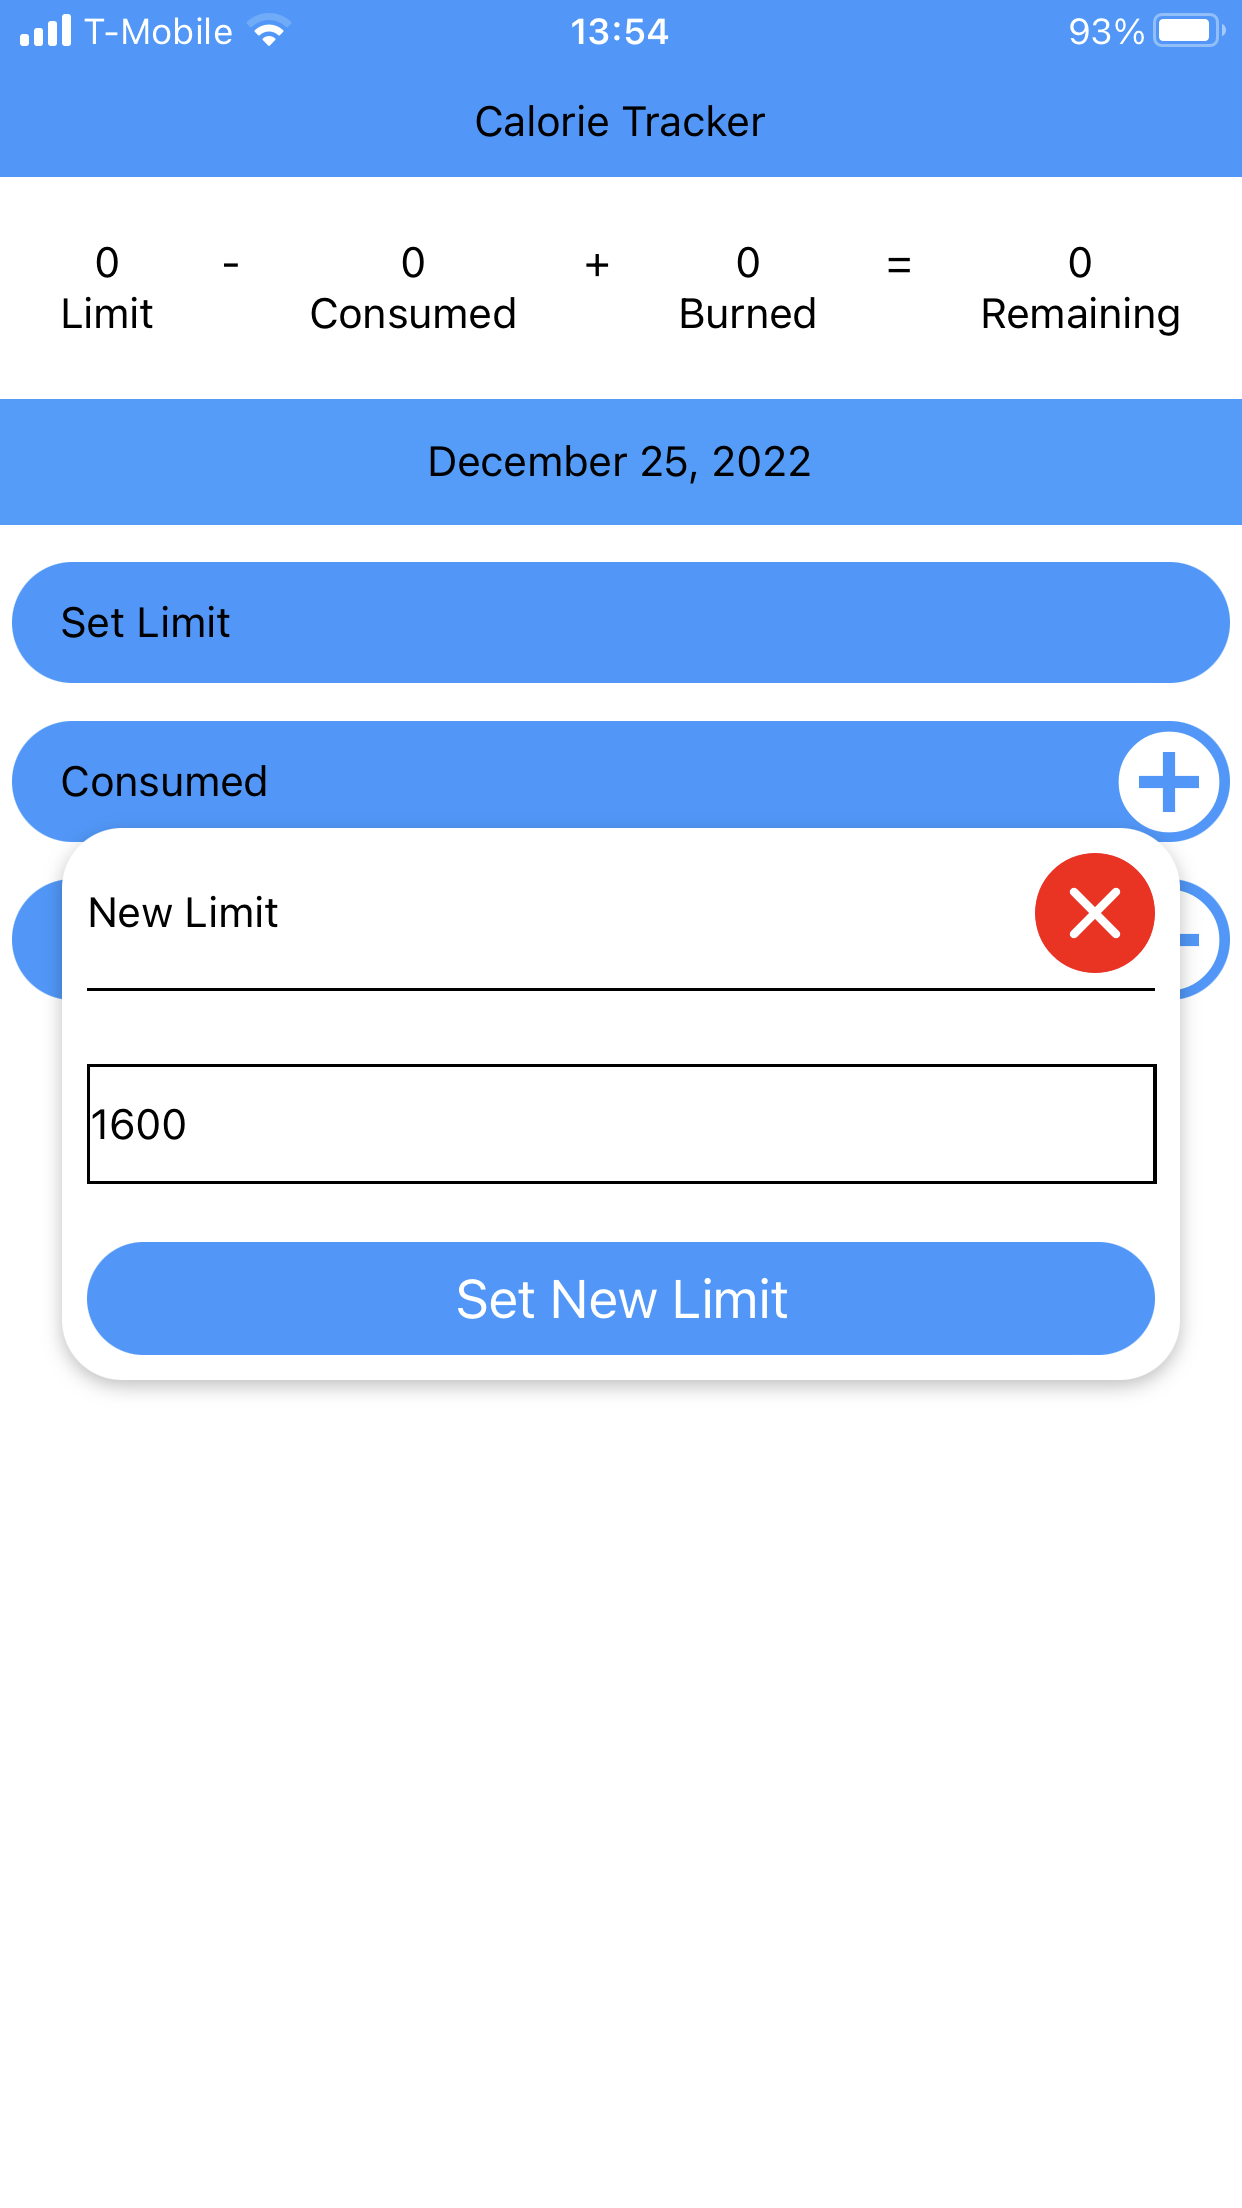 T-Mobile 13:54 93%
Calorie Tracker
0 - 0 + 0 = 0
Limit Consumed Burned Remaining
December 25, 2022
Set Limit
Consumed
New Limit
1600
Set New Limit